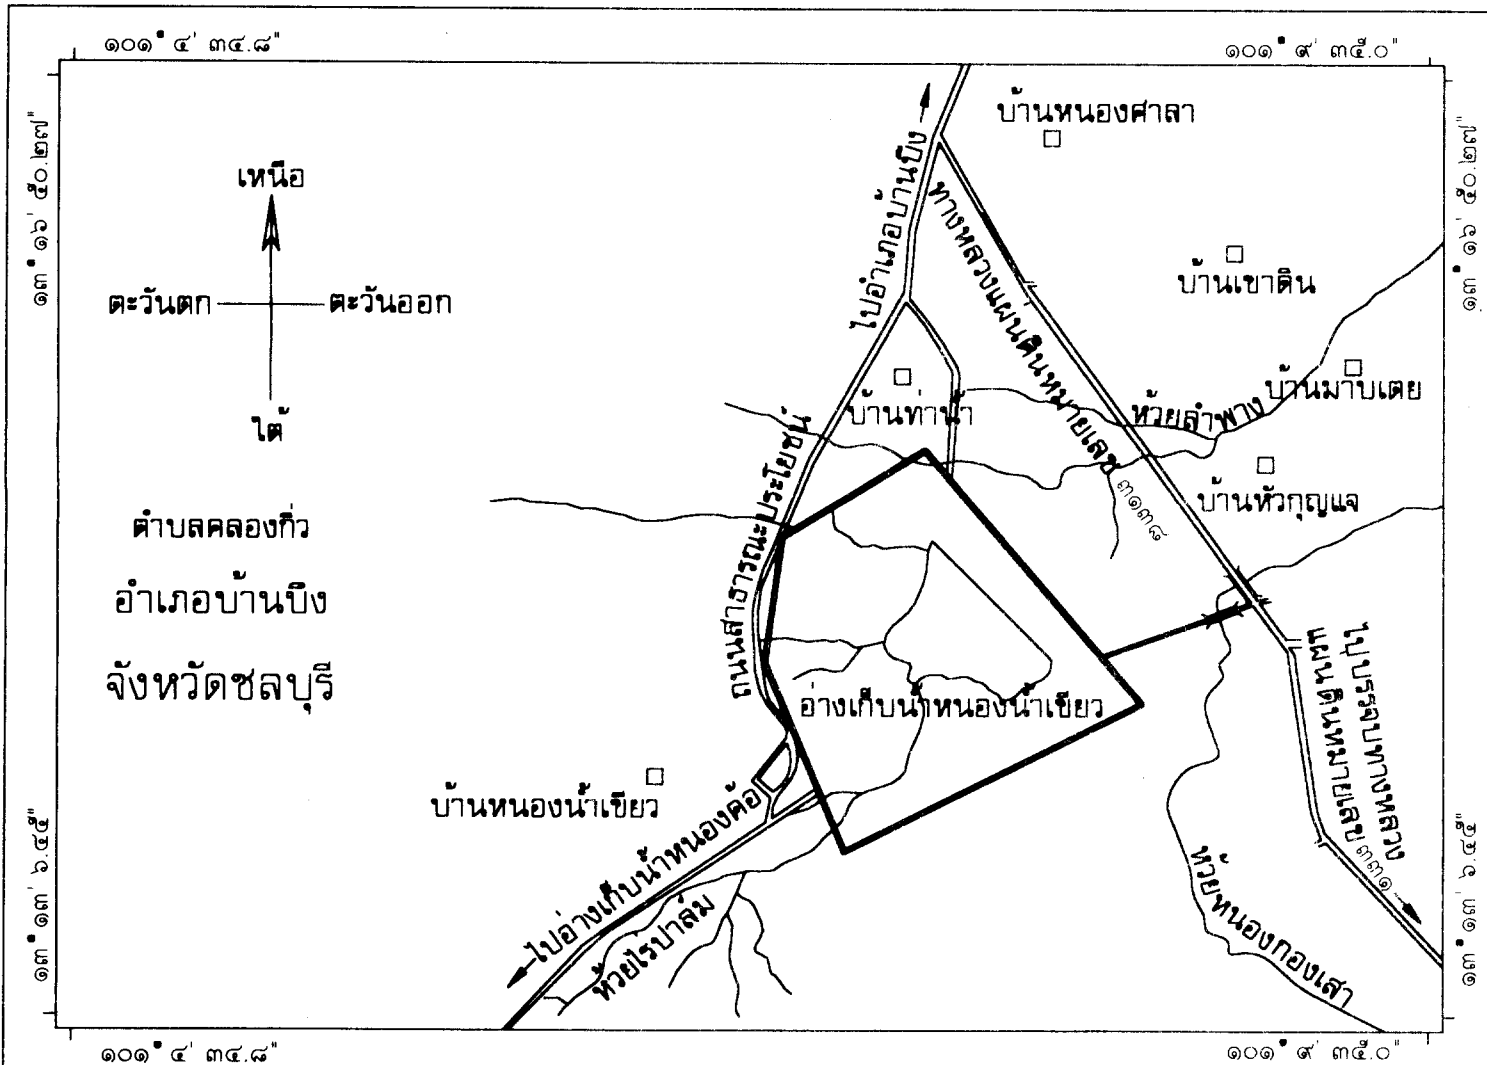 ๑๐๑° ๔' ๓๔.๘"
๑๐๑° ๙' ๓๕.๐"
๑๓° ๑๖' ๕๐.๒๗"
๑๓° ๑๖' ๕๐.๒๗"
เหนือ
ตะวันตก
ตะวันออก
ใต้
ตำบลคลองกิ่ว
อำเภอบ้านบึง
จังหวัดชลบุรี
ไปอำเภอบ้านบึง
บ้านหนองศาลา
ทางหลวงแผ่นดินหมายเลข ๓๑๓๘
บ้านเขาดิน
บ้านมาบเตย
ห้วยลำพาง
บ้านท่าน้ำ
บ้านหัวกุญแจ
ถนนสาธารณะประโยชน์
อ่างเก็บน้ำหนองน้ำเขียว
ไปบรรจบทางหลวง
แผ่นดินหมายเลข ๓๓๑
บ้านหนองน้ำเขียว
ไปอ่างเก็บน้ำหนองค้อ
ห้วยไร่ปาล์ม
ห้วยหนองกองเสา
๑๓° ๑๓' ๖.๔๕"
๑๓° ๑๓' ๖.๔๕"
๑๐๑° ๔' ๓๔.๘"
๑๐๑° ๙' ๓๕.๐"